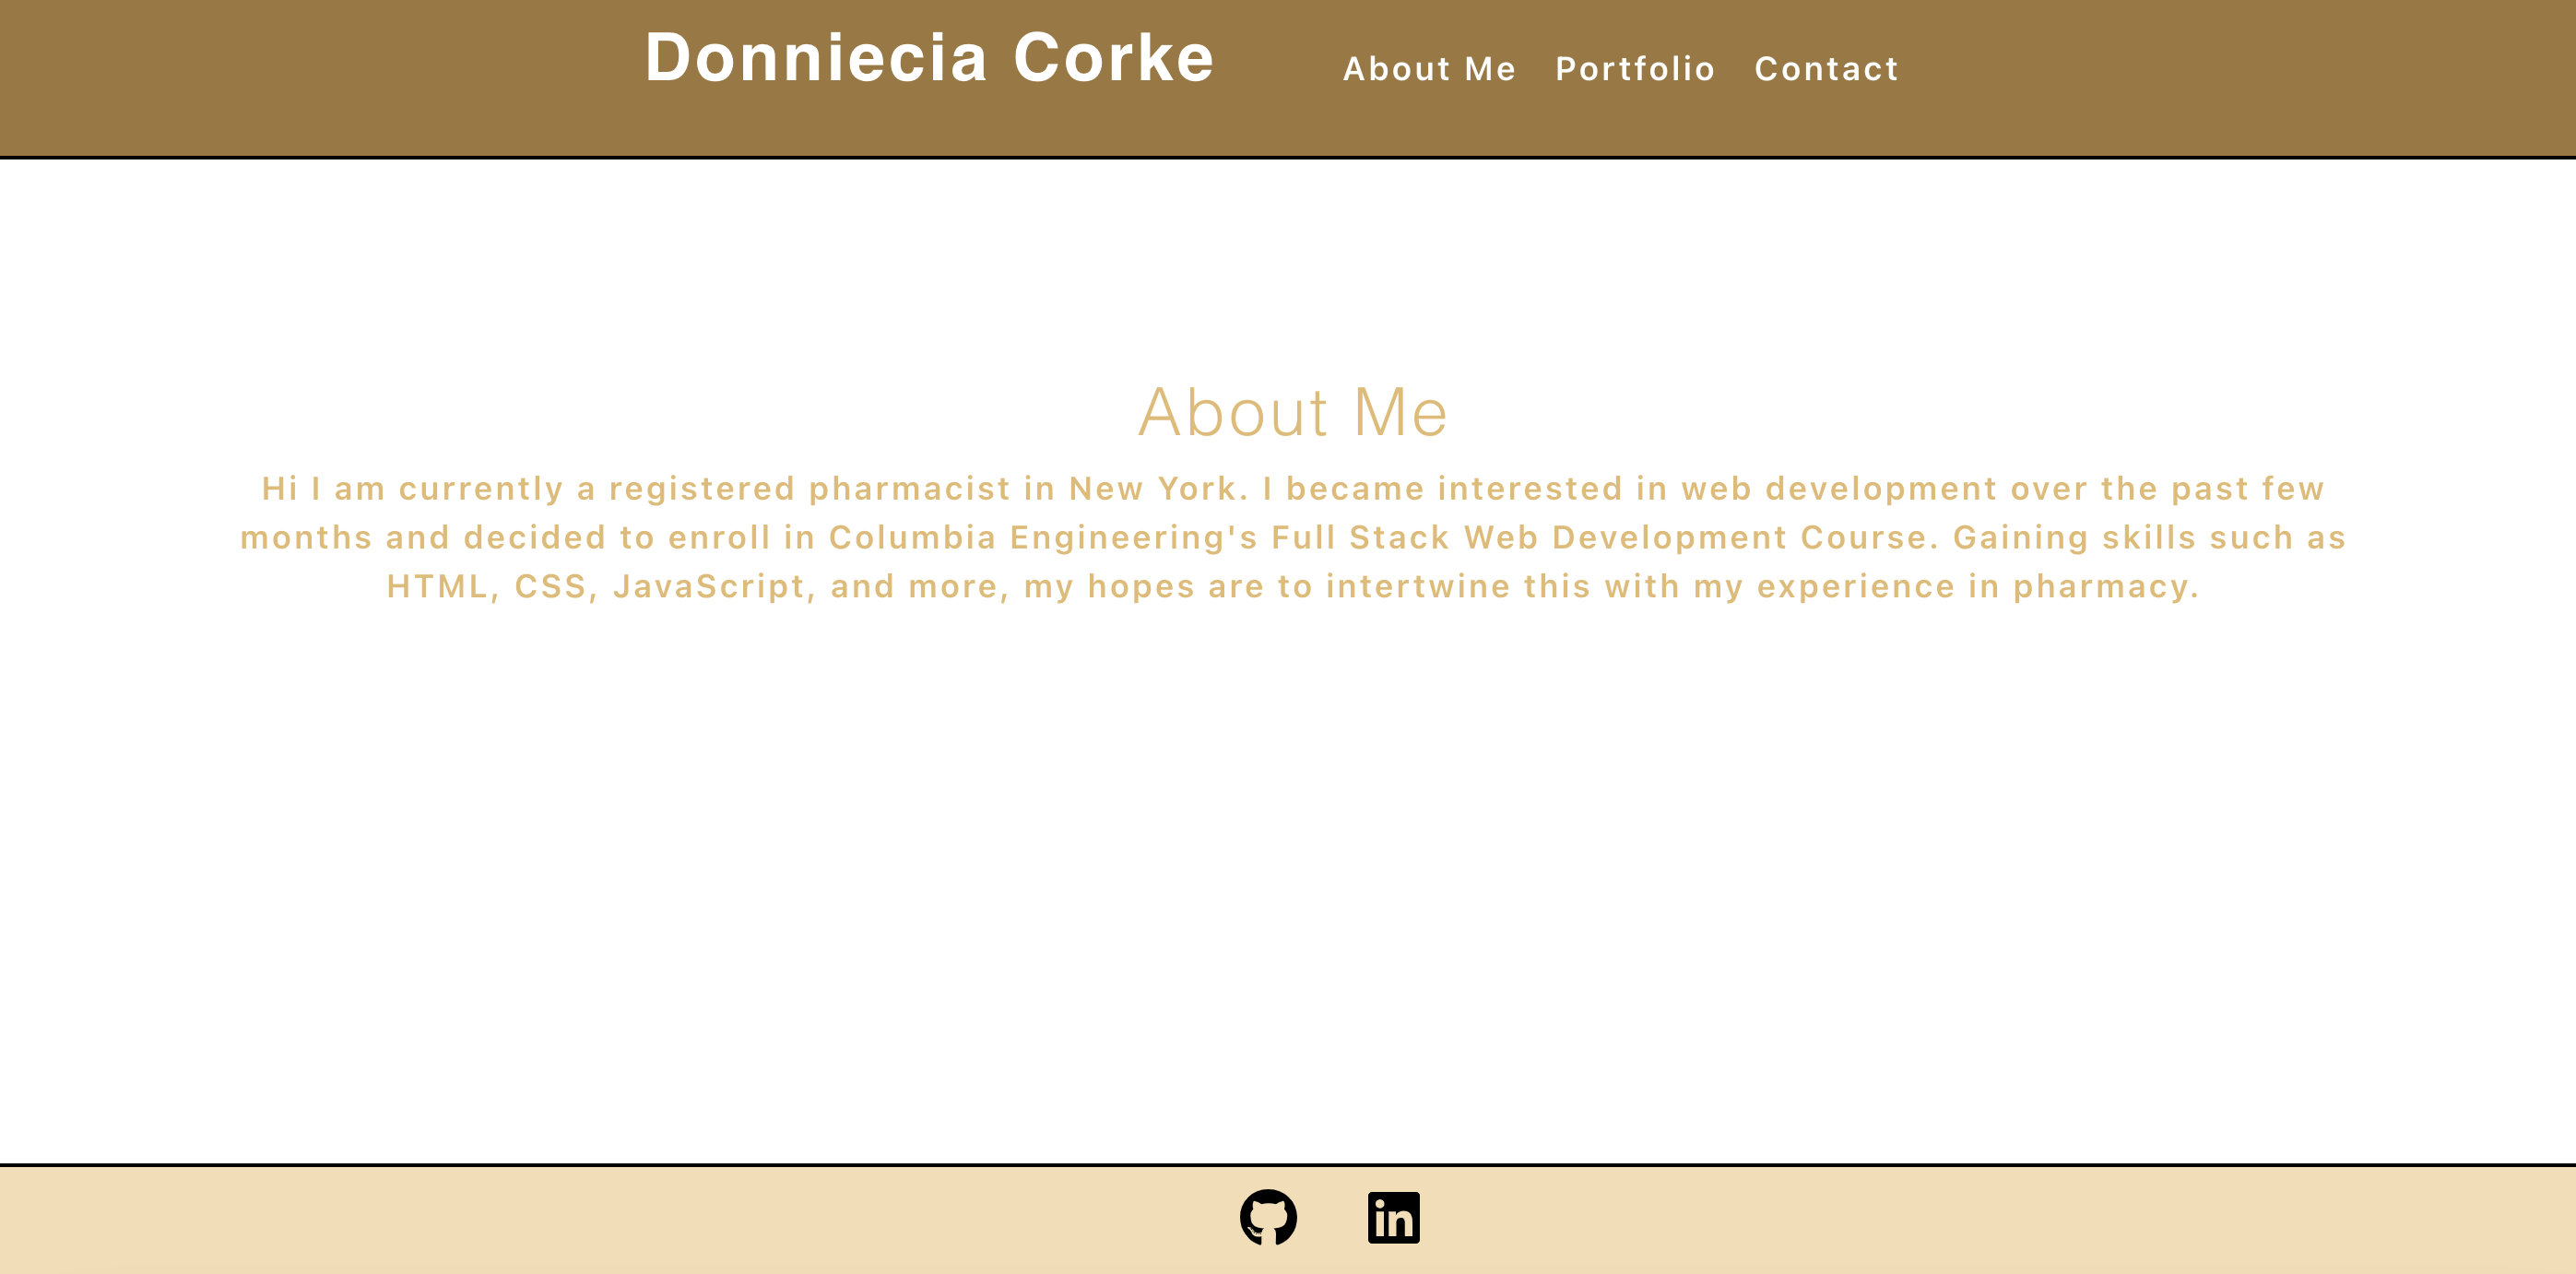 Donniecia Corke
About Me Portfolio Contact
About Me
Hi I am currently a registered pharmacist in New York. I became interested in web development over the past few
months and decided to enroll in Columbia Engineering's Full Stack Web Development Course. Gaining skills such as
HTML, CSS, JavaScript, and more, my hopes are to intertwine this with my experience in pharmacy.
in